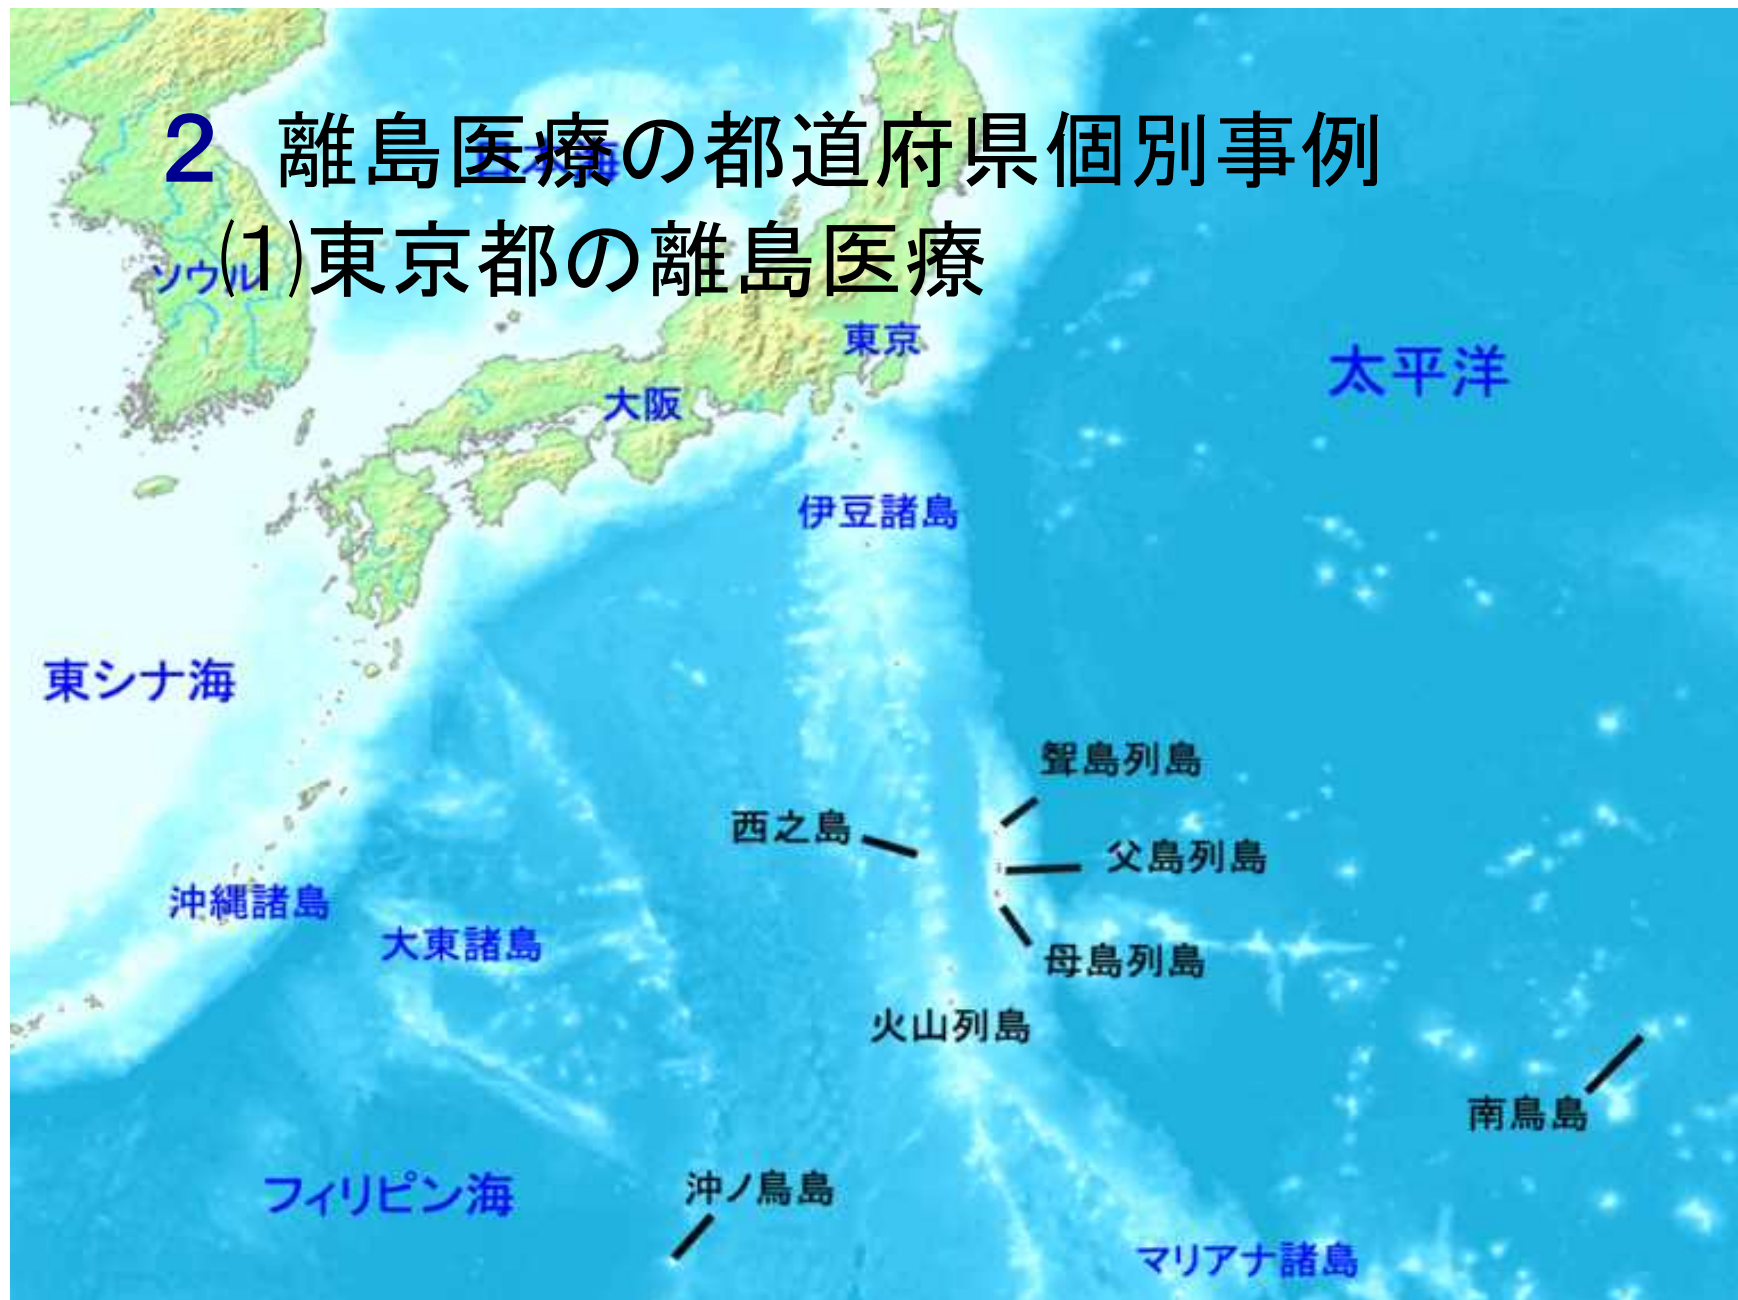 2 離島医療の都道府県個別事例
⑴東京都の離島医療
日本海
ソウル
東京
大阪
太平洋
伊豆諸島
東シナ海
聟島列島
西之島
父島列島
沖縄諸島
大東諸島
母島列島
火山列島
南鳥島
フィリピン海
沖ノ鳥島
マリアナ諸島